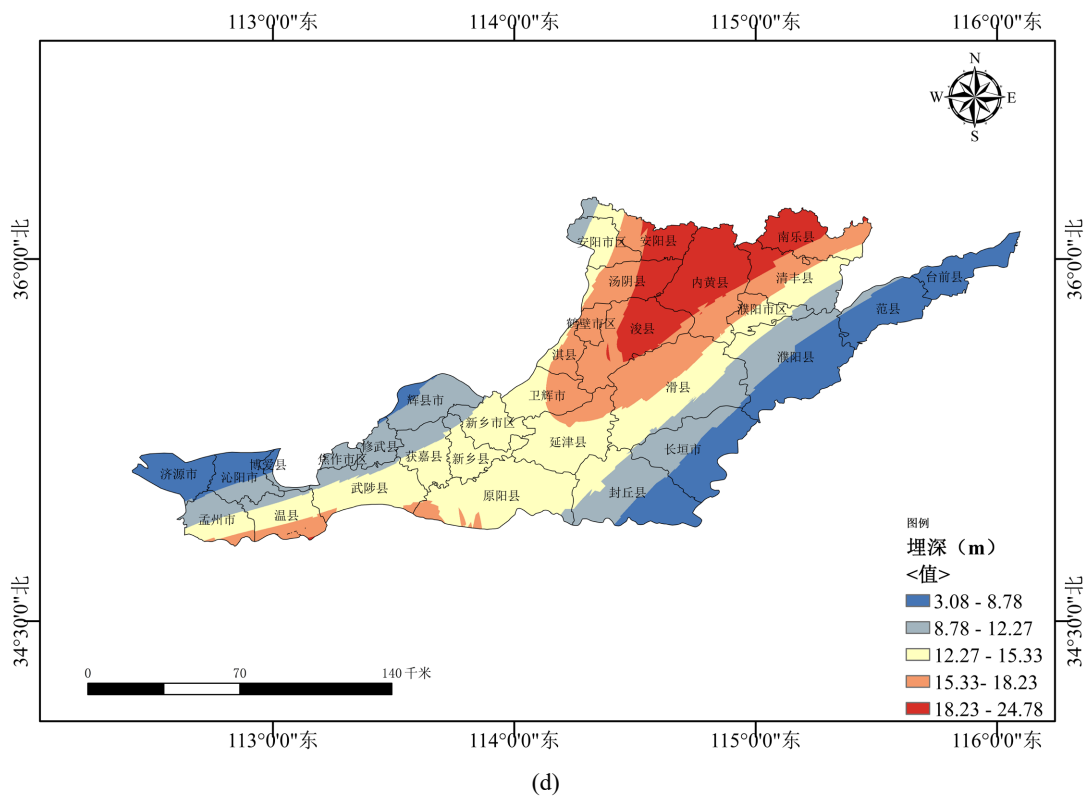 113°0'0"东
114°0'0"东
115°0'0"东
116°0'0"东
N
W
E
S
36°0'0"北
36°0'0"北
安阳市区
安阳县
南乐县
汤阴县
内黄县
清丰县
台前县
鹤壁市区
浚县
濮阳市区
范县
淇县
濮阳县
滑县
卫辉市
辉县市
新乡市区
延津县
修武县
焦作市区
获嘉县
新乡县
长垣市
博爱县
济源市
沁阳市
武陟县
原阳县
封丘县
孟州市
温县
图例
埋深（m）
<值>
3.08 - 8.78
8.78 - 12.27
12.27 - 15.33
15.33- 18.23
18.23 - 24.78
34°30'0"北
34°30'0"北
0 70 140 千米
113°0'0"东
114°0'0"东
115°0'0"东
116°0'0"东
(d)